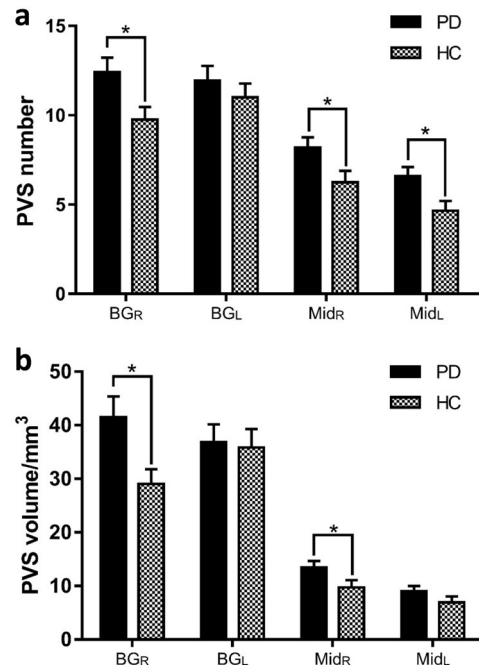 a
PD
HC
*
*
*
PVS number
15
10
5
0
BGR
BGL
MidR
MidL
b
PD
HC
*
*
PVS volume/mm³
50
40
30
20
10
0
BGR
BGL
MidR
MidL